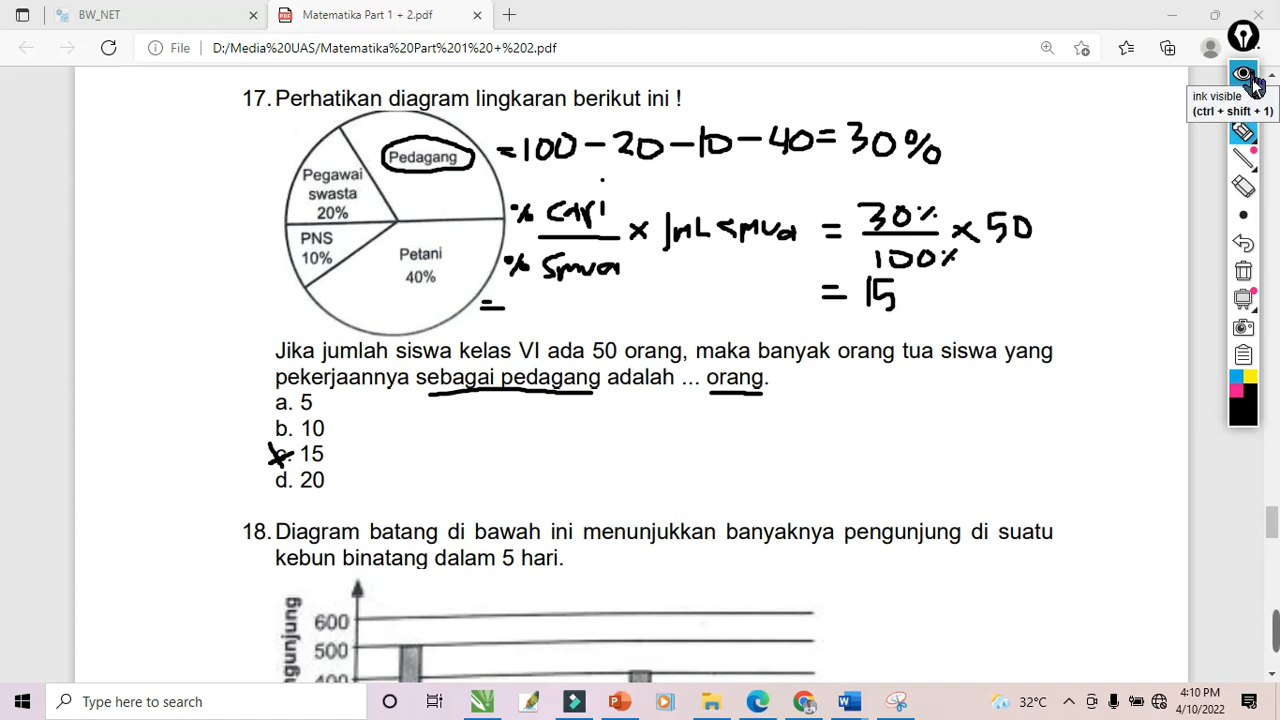 BW_NET
Matematika Part 1 + 2.pdf
File
D:/Media%20UAS/Matematika%20Part%201%20+%202.pdf
ink visible
(ctrl + shift + 1)
17. Perhatikan diagram lingkaran berikut ini !
Pedagang
= 100 - 20 - 10 - 40 = 30%
Pegawai
swasta
20%
PNS
10%
Petani
40%
% cari
% Smua
× jml smua = 30% × 50
100%
=
= 15
Jika jumlah siswa kelas VI ada 50 orang, maka banyak orang tua siswa yang
pekerjaannya sebagai pedagang adalah ... orang.
a. 5
b. 10
c. 15
d. 20
18. Diagram batang di bawah ini menunjukkan banyaknya pengunjung di suatu
kebun binatang dalam 5 hari.
600
500
400
gunjung
Type here to search
32°C
4:10 PM
4/10/2022